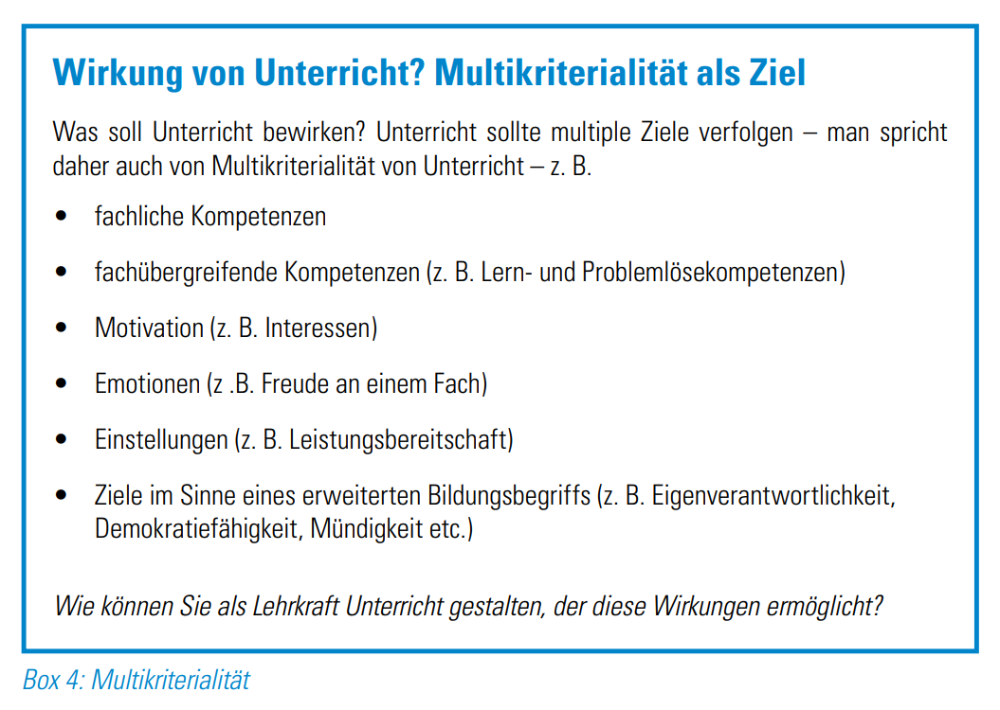 Wirkung von Unterricht? Multikriterialität als Ziel
Was soll Unterricht bewirken? Unterricht sollte multiple Ziele verfolgen – man spricht
daher auch von Multikriterialität von Unterricht – z. B.
• fachliche Kompetenzen
• fachübergreifende Kompetenzen (z. B. Lern- und Problemlösekompetenzen)
• Motivation (z. B. Interessen)
• Emotionen (z .B. Freude an einem Fach)
• Einstellungen (z. B. Leistungsbereitschaft)
• Ziele im Sinne eines erweiterten Bildungsbegriffs (z. B. Eigenverantwortlichkeit,
Demokratiefähigkeit, Mündigkeit etc.)
Wie können Sie als Lehrkraft Unterricht gestalten, der diese Wirkungen ermöglicht?
Box 4: Multikriterialität